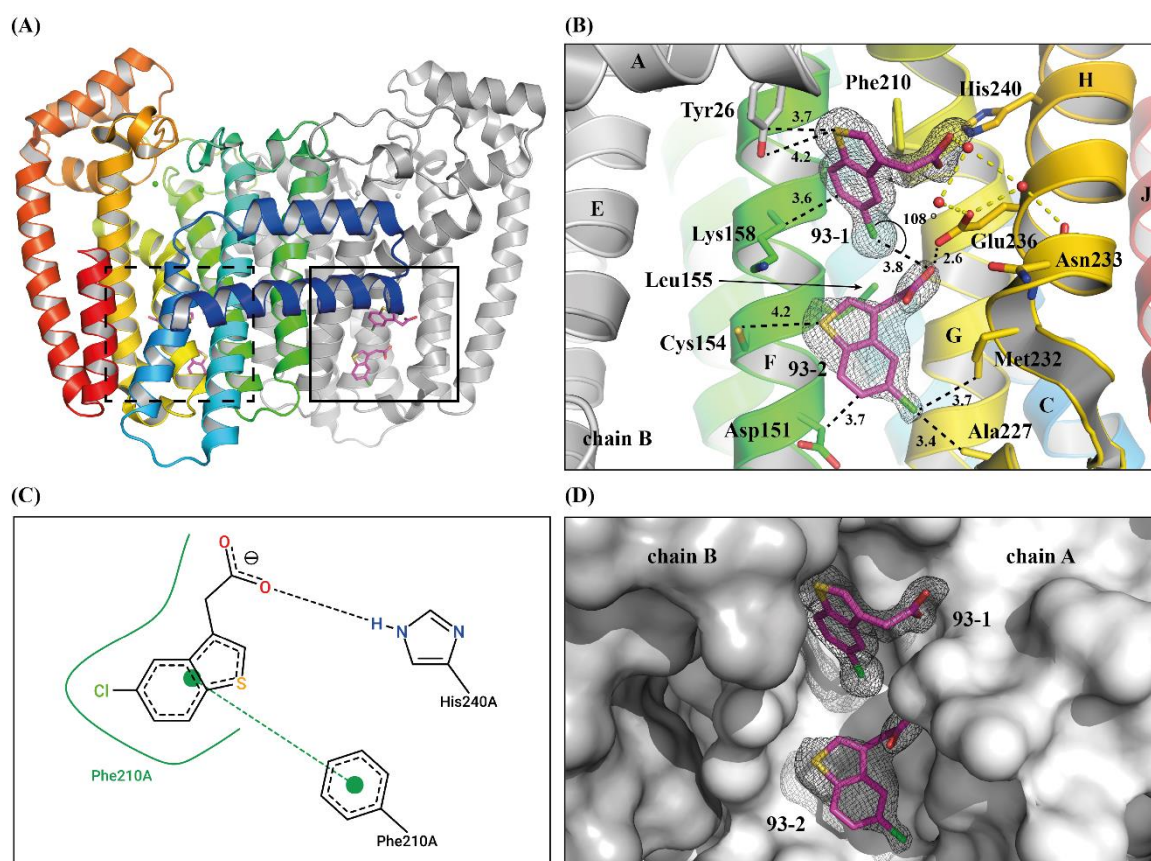 (A)
(B)
A
Phe210
His240
H
Tyr26
3.7
4.2
E
3.6
J
Lys158
93-1
108 °
Glu236
3.8
2.6
Asn233
Leu155
4.2
Cys154
F
93-2
G
Met232
3.7
C
Asp151
3.7
3.4
Ala227
chain B
(C)
O
⊖
O
H
N
N
Cl
S
His240A
Phe210A
Phe210A
(D)
chain B
chain A
93-1
93-2